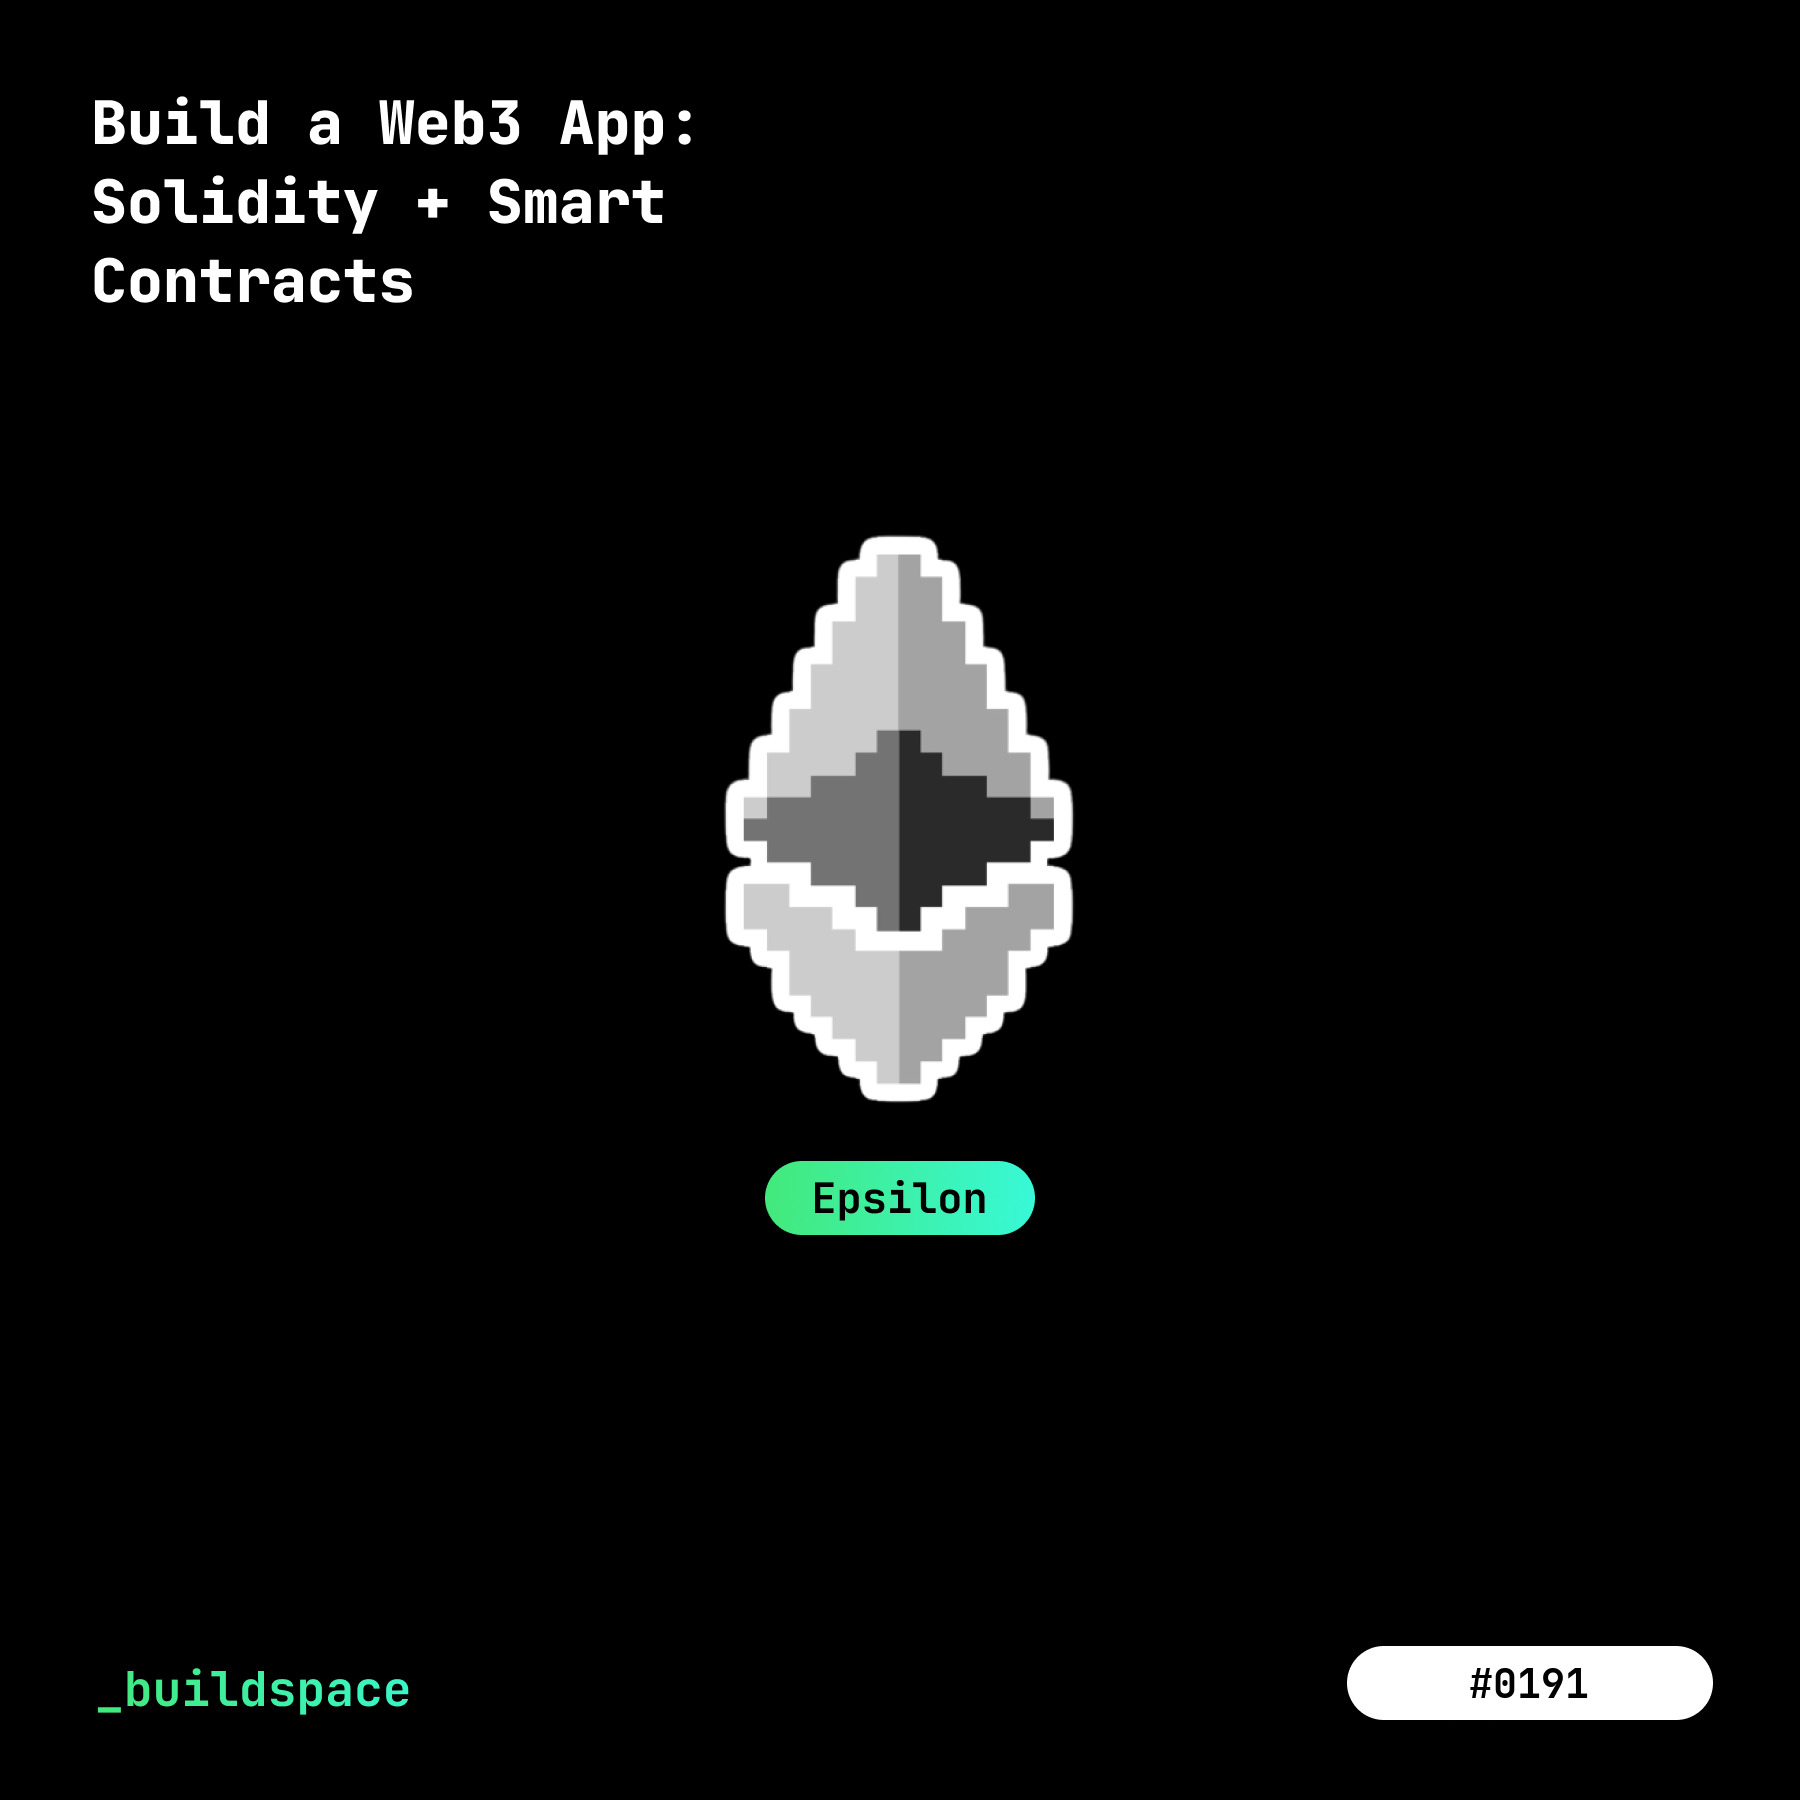 Build a Web3 App:
Solidity + Smart
Contracts
Epsilon
_buildspace
#0191